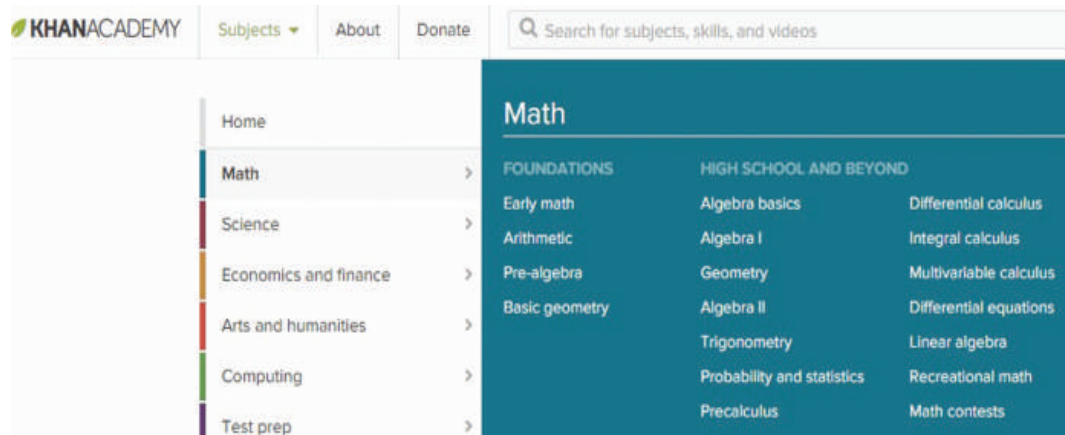 KHANACADEMY Subjects About Donate Search for subjects, skills, and videos
Home
Math
Science
Economics and finance
Arts and humanities
Computing
Test prep
Math
FOUNDATIONS
Early math
Arithmetic
Pre-algebra
Basic geometry
HIGH SCHOOL AND BEYOND
Algebra basics
Algebra I
Geometry
Algebra II
Trigonometry
Probability and statistics
Precalculus
Differential calculus
Integral calculus
Multivariable calculus
Differential equations
Linear algebra
Recreational math
Math contests